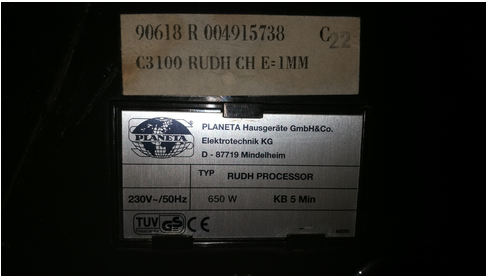 90618 R 004915738 C22
C3100 RUDH CH E=1MM
PLANETA
PLANETA Hausgeräte GmbH&Co.
Elektrotechnik KG
D - 87719 Mindelheim
TYP RUDH PROCESSOR
230V~/50Hz 650 W KB 5 Min
TUV GS CE